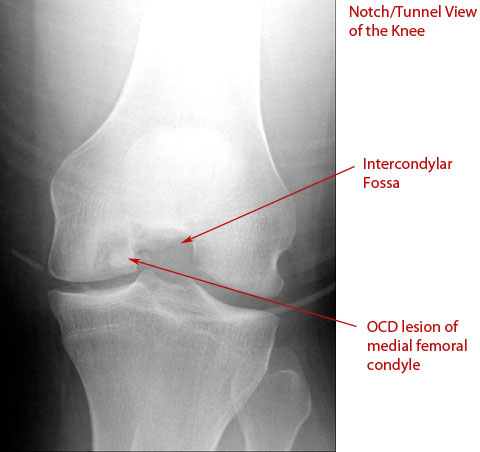 Notch/Tunnel View
of the Knee
Intercondylar
Fossa
OCD lesion of
medial femoral
condyle